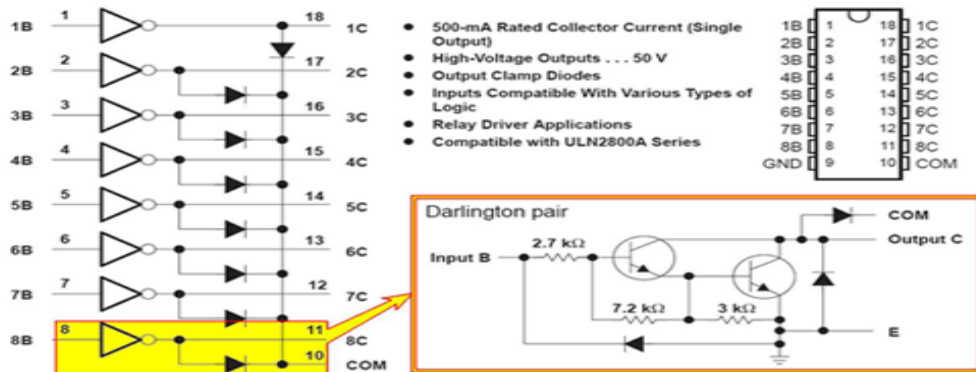 1B 1 18 1C
2B 2 17 2C
3B 3 16 3C
4B 4 15 4C
5B 5 14 5C
6B 6 13 6C
7B 7 12 7C
8B 8 11 8C
10 COM
500-mA Rated Collector Current (Single
Output)
High-Voltage Outputs . . . 50 V
Output Clamp Diodes
Inputs Compatible With Various Types of
Logic
Relay Driver Applications
Compatible with ULN2800A Series
1B 1 18 1C
2B 2 17 2C
3B 3 16 3C
4B 4 15 4C
5B 5 14 5C
6B 6 13 6C
7B 7 12 7C
8B 8 11 8C
GND 9 10 COM
Darlington pair
COM
2.7 kΩ
Output C
Input B
7.2 kΩ 3 kΩ
E